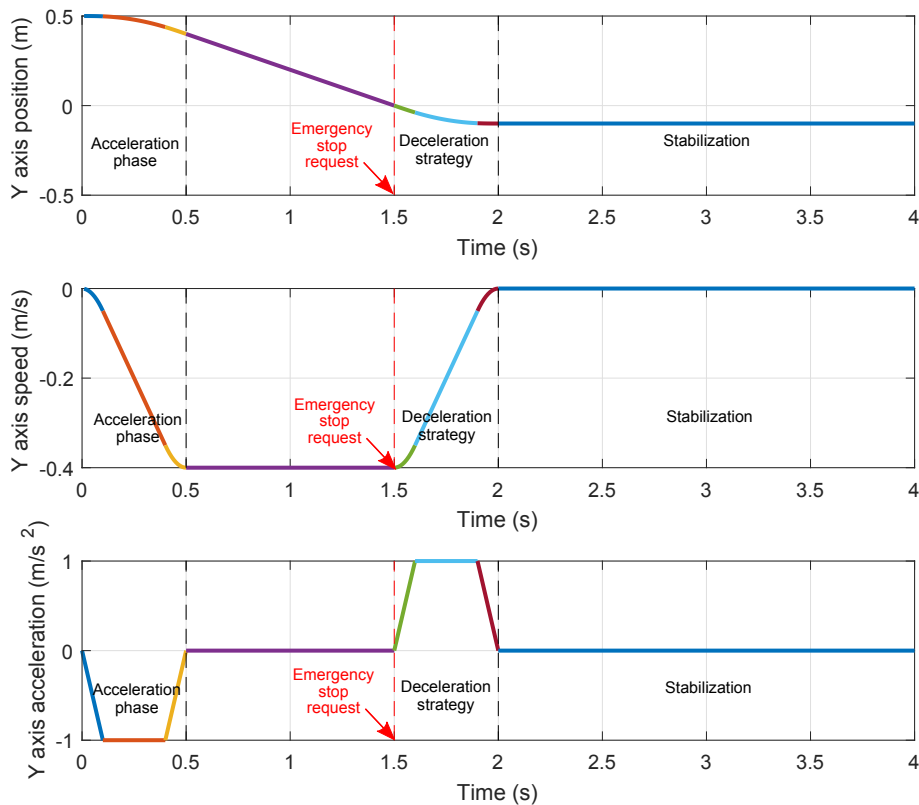 Y axis position (m)
0.5
0
-0.5
Acceleration
phase
Emergency
stop
request
Deceleration
strategy
Stabilization
0 0.5 1 1.5 2 2.5 3 3.5 4
Time (s)
Y axis speed (m/s)
0
-0.2
-0.4
Acceleration
phase
Emergency
stop
request
Deceleration
strategy
Stabilization
0 0.5 1 1.5 2 2.5 3 3.5 4
Time (s)
Y axis acceleration (m/s 2)
1
0
-1
Acceleration
phase
Emergency
stop
request
Deceleration
strategy
Stabilization
0 0.5 1 1.5 2 2.5 3 3.5 4
Time (s)